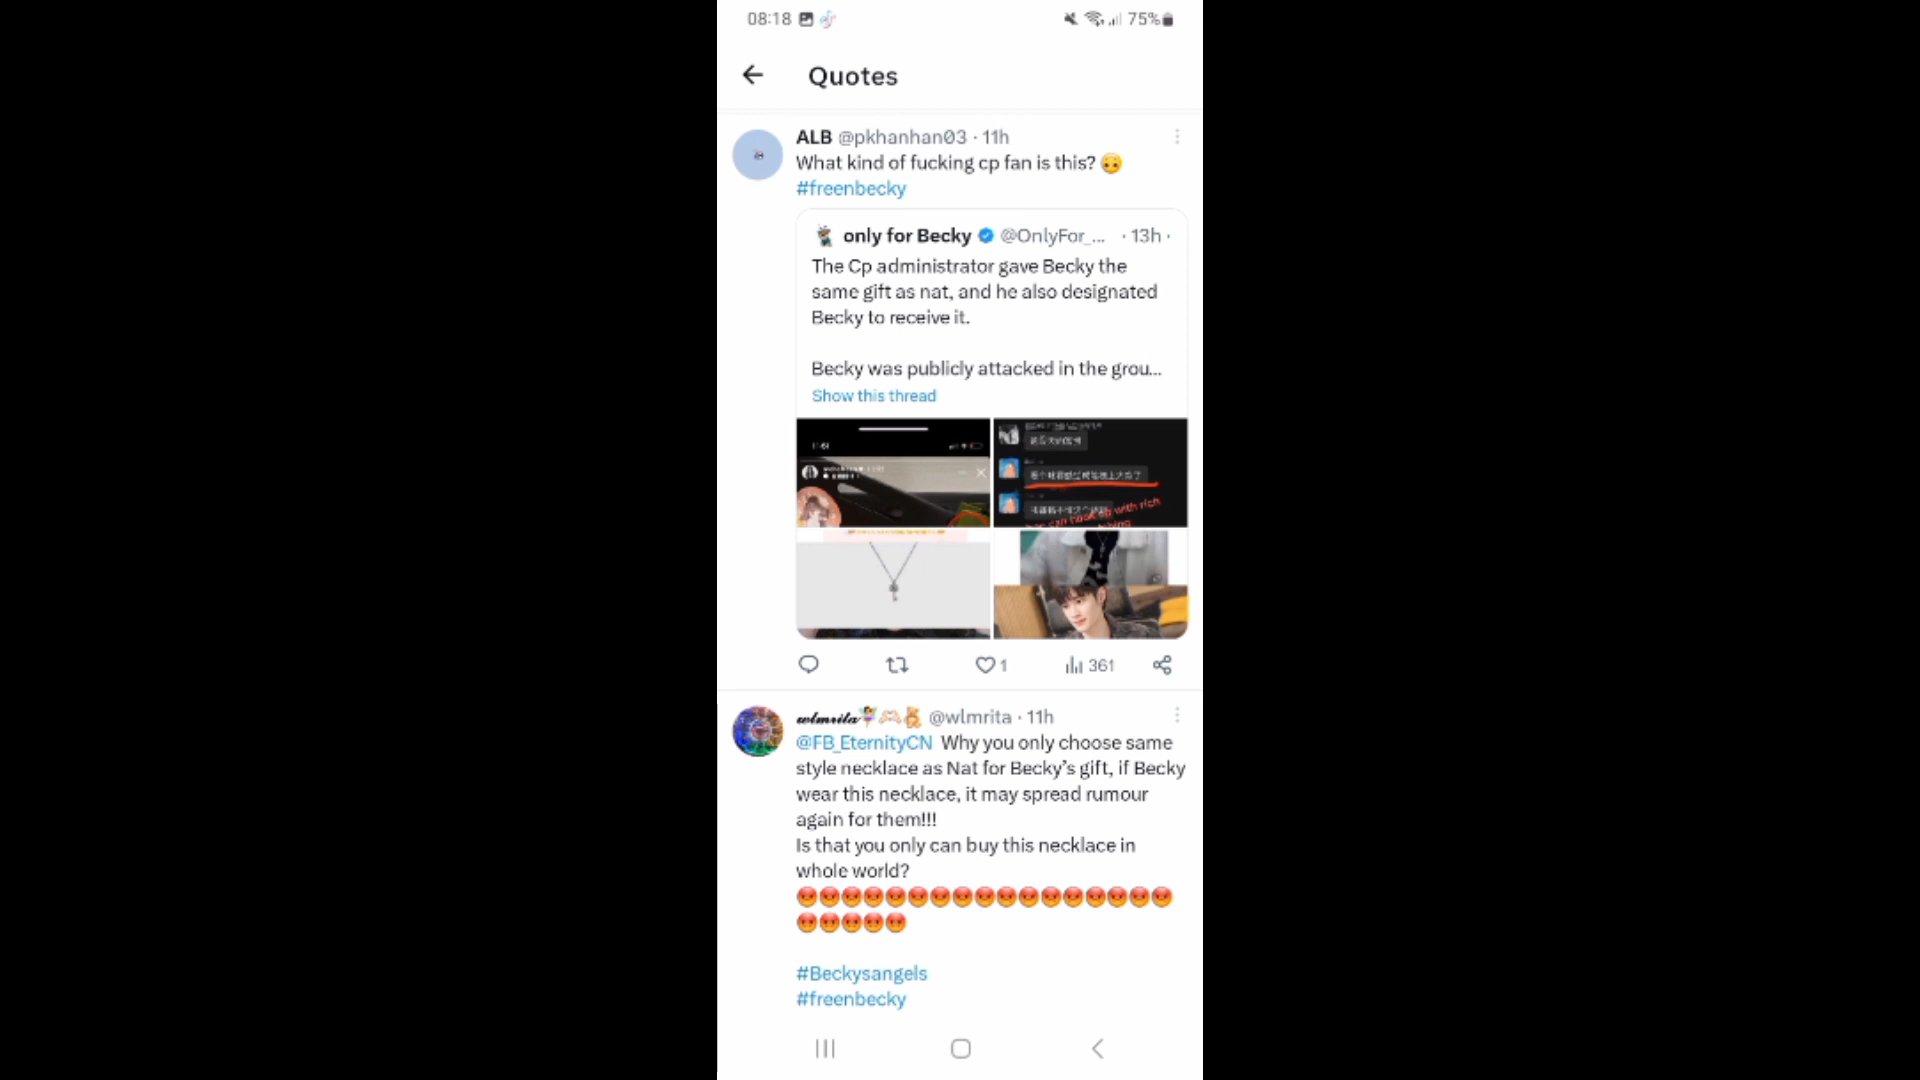 08:18
75%
Quotes
ALB @pkhanhan03 · 11h
What kind of fucking cp fan is this?
#freenbecky
only for Becky @OnlyFor_... · 13h ·
The Cp administrator gave Becky the
same gift as nat, and he also designated
Becky to receive it.
Becky was publicly attacked in the grou...
Show this thread
with rich
1
361
wlmrita @wlmrita · 11h
@FB_EternityCN Why you only choose same
style necklace as Nat for Becky’s gift, if Becky
wear this necklace, it may spread rumour
again for them!!!
Is that you only can buy this necklace in
whole world?
#Beckysangels
#freenbecky